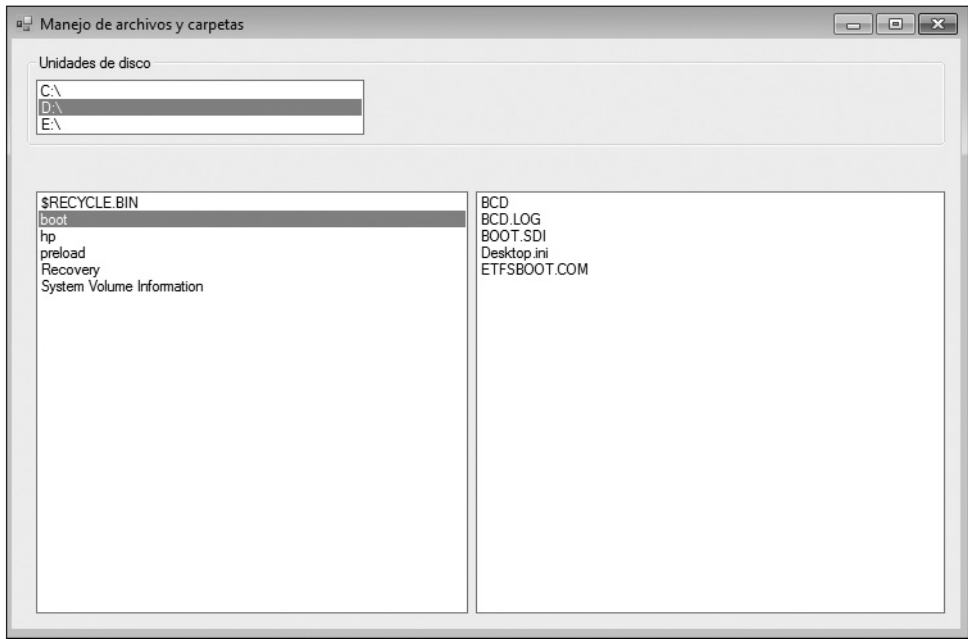 Manejo de archivos y carpetas
Unidades de disco
C:\
D:\
E:\
$RECYCLE.BIN
boot
hp
preload
Recovery
System Volume Information
BCD
BCD.LOG
BOOT.SDI
Desktop.ini
ETFSBOOT.COM